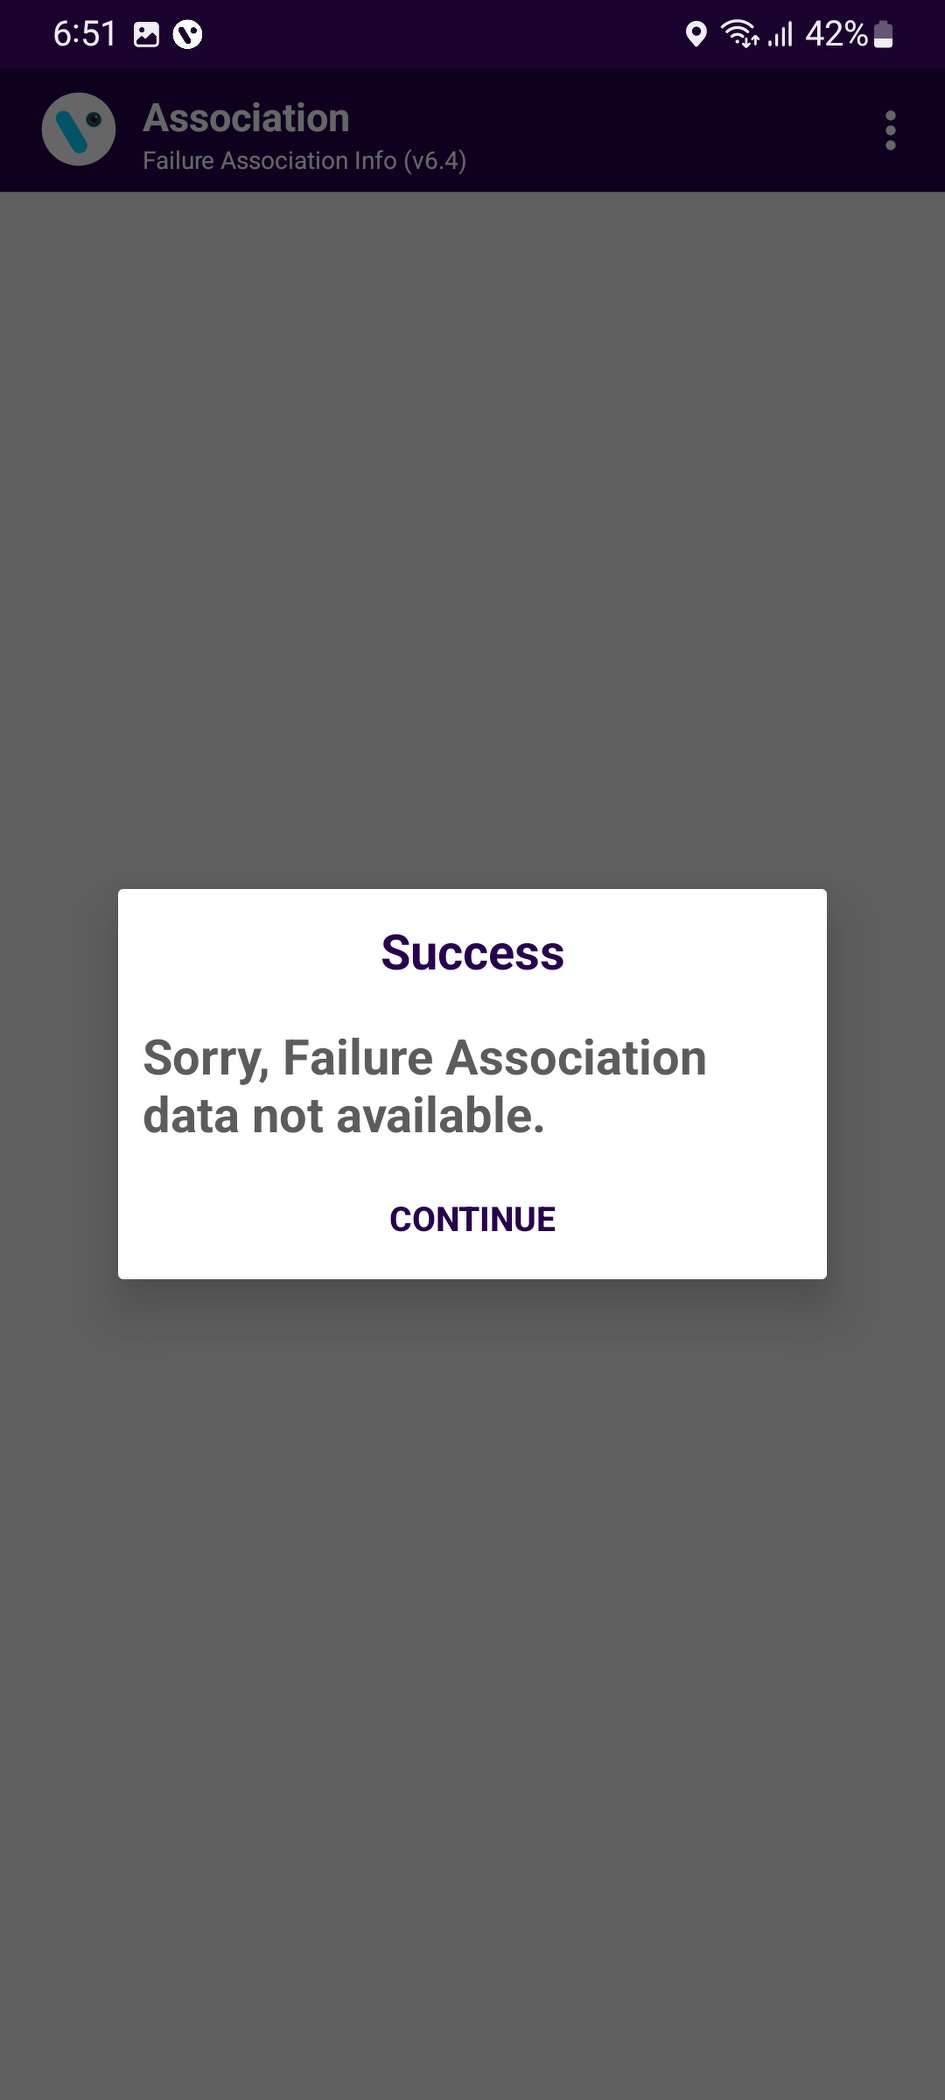 6:51
42%
Association
Failure Association Info (v6.4)
Success
Sorry, Failure Association
data not available.
CONTINUE